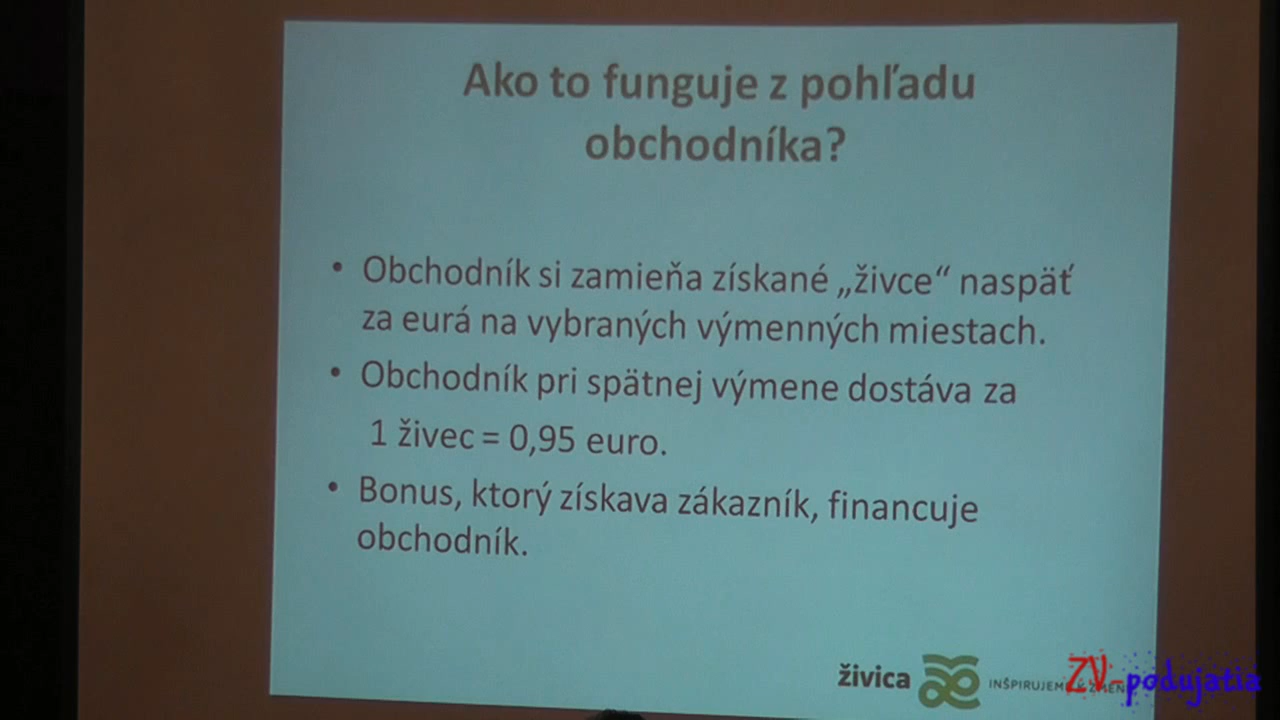 Ako to funguje z pohľadu
obchodníka?
• Obchodník si zamieňa získané „živce“ naspäť
za eurá na vybraných výmenných miestach.
• Obchodník pri spätnej výmene dostáva za
1 živec = 0,95 euro.
• Bonus, ktorý získava zákazník, financuje
obchodník.
živica
ZV-podujatia